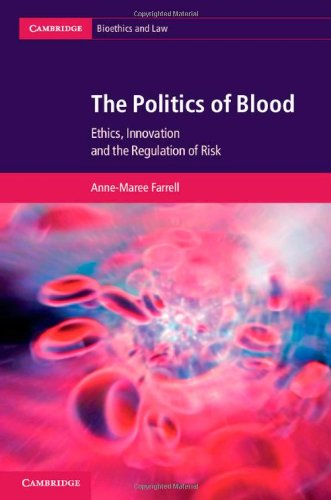 CAMBRIDGE Bioethics and Law
The Politics of Blood
Ethics, Innovation
and the Regulation of Risk
Anne-Maree Farrell
CAMBRIDGE